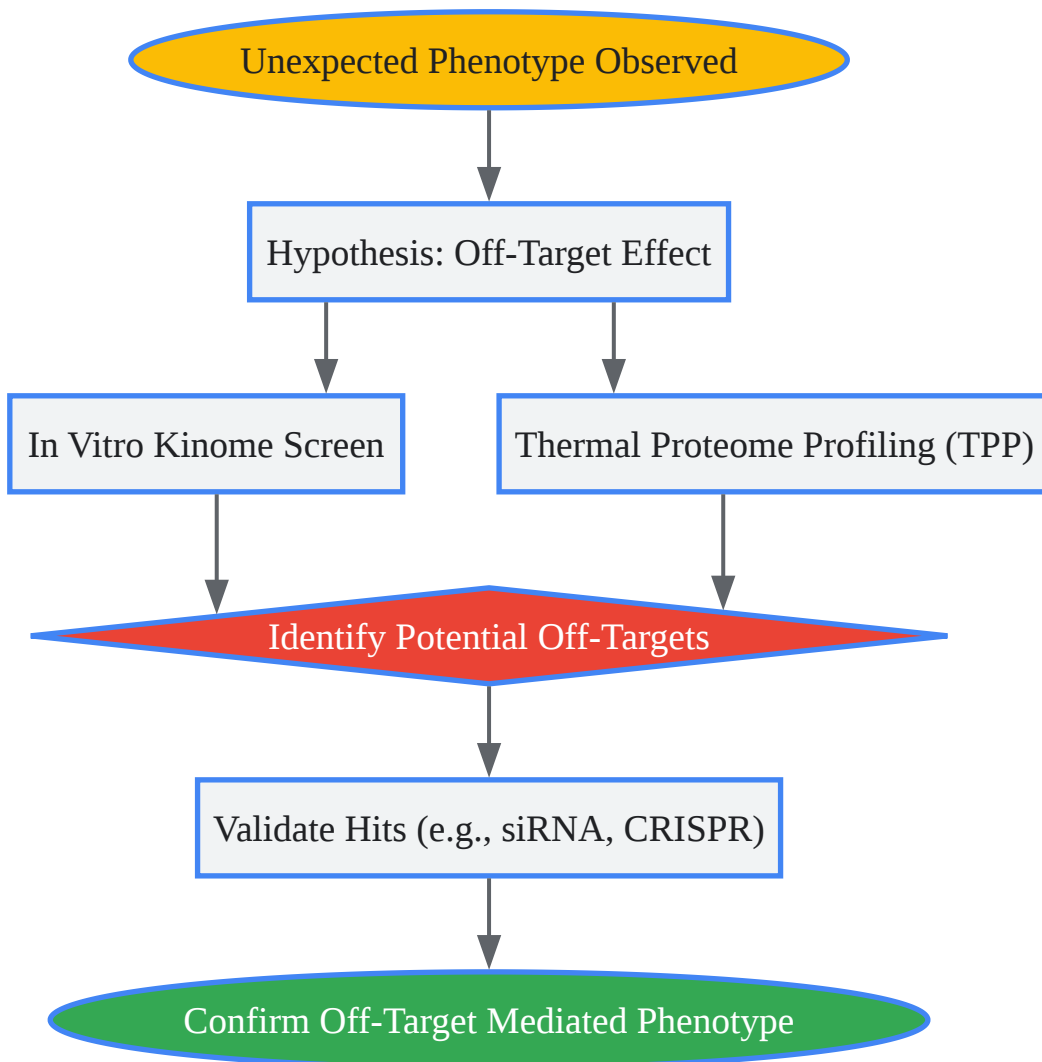 Unexpected Phenotype Observed
Hypothesis: Off-Target Effect
In Vitro Kinome Screen
Thermal Proteome Profiling (TPP)
Identify Potential Off-Targets
Validate Hits (e.g., siRNA, CRISPR)
Confirm Off-Target Mediated Phenotype